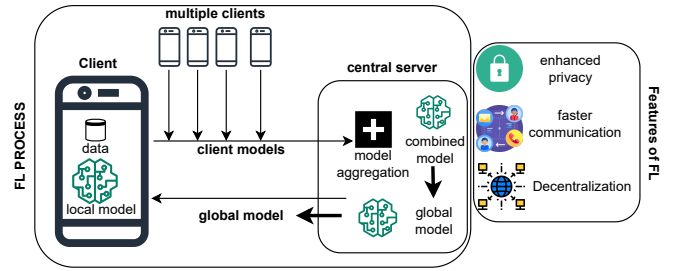 multiple clients
FL PROCESS
Client
data
local model
client models
global model
central server
model
aggregation
combined
model
global
model
enhanced
privacy
faster
communication
Decentralization
Features of FL